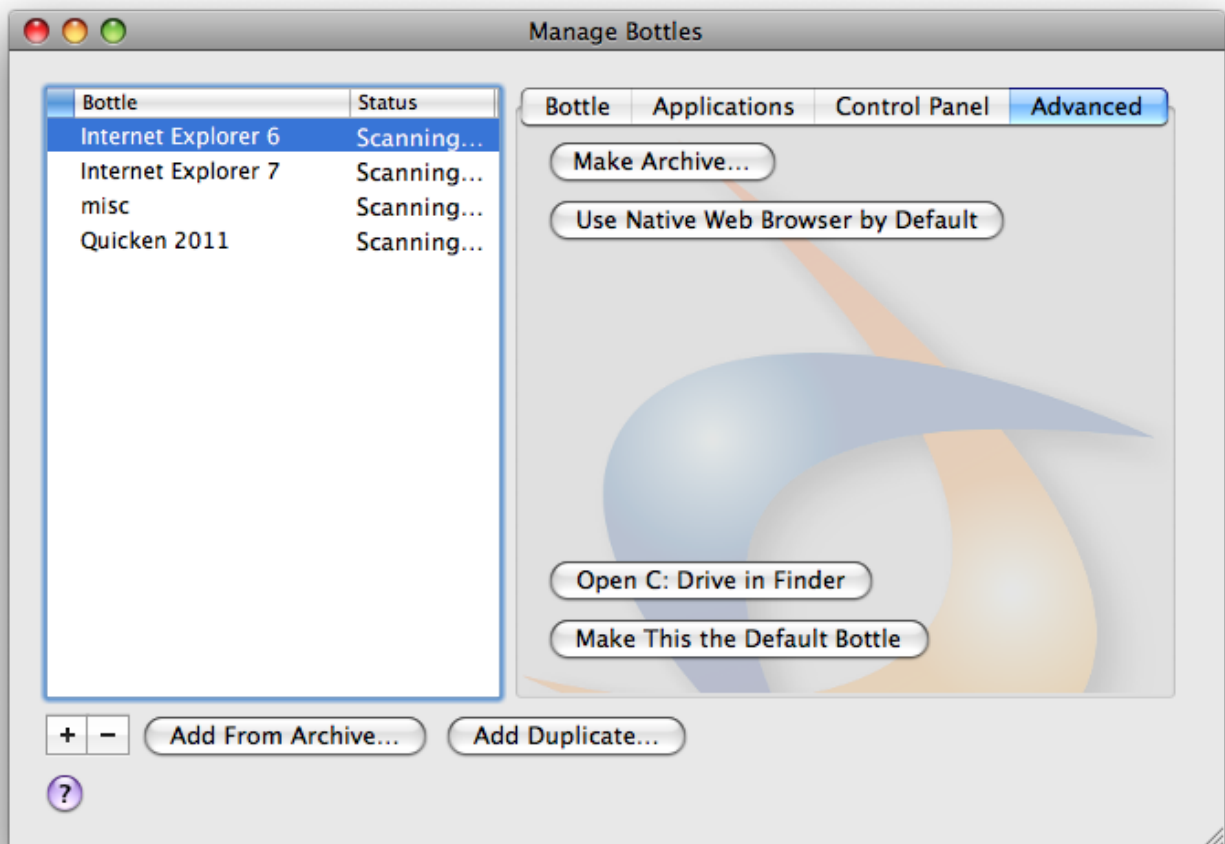 Manage Bottles
Bottle Status
Internet Explorer 6 Scanning...
Internet Explorer 7 Scanning...
misc Scanning...
Quicken 2011 Scanning...
Bottle Applications Control Panel Advanced
Make Archive...
Use Native Web Browser by Default
Open C: Drive in Finder
Make This the Default Bottle
+ - Add From Archive... Add Duplicate...
?